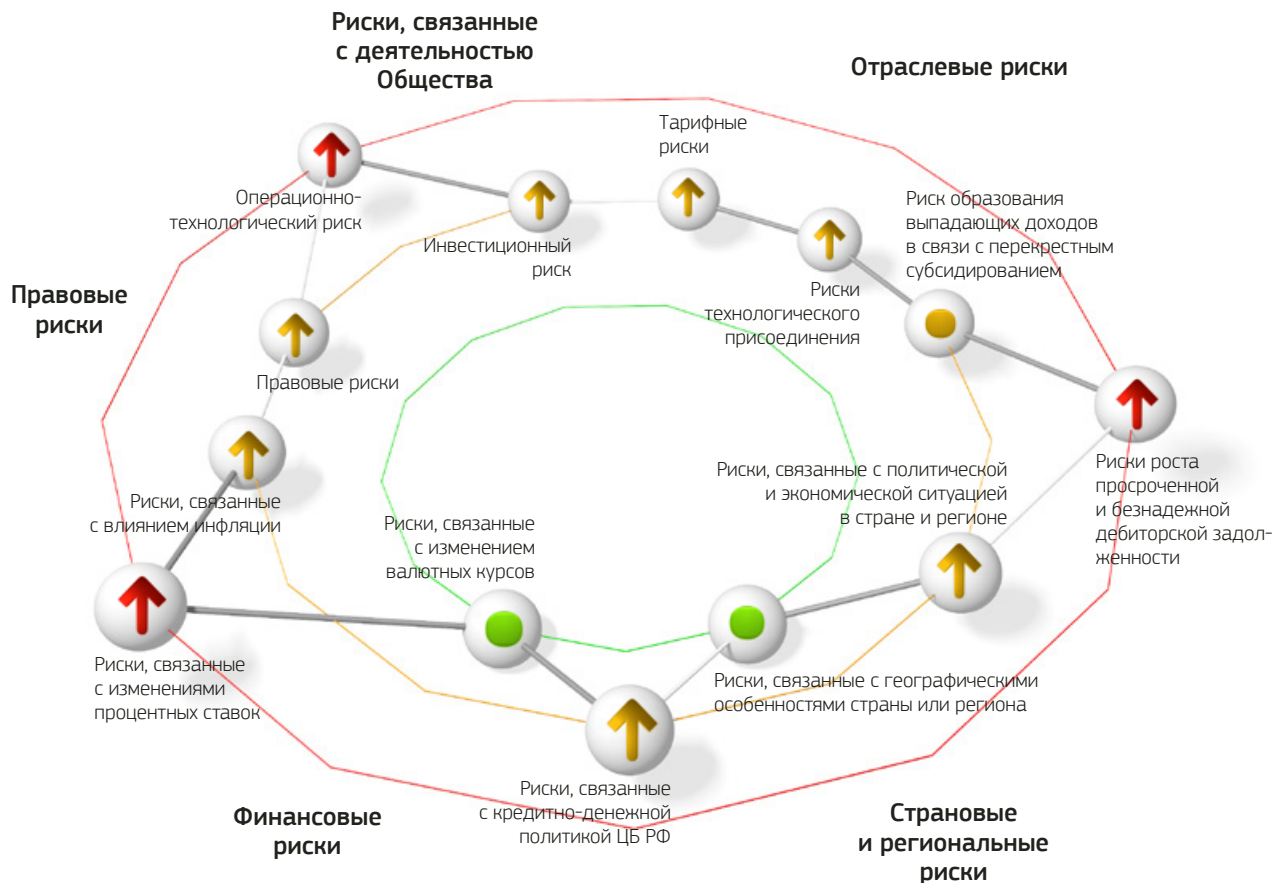 Риски, связанные
с деятельностью
Общества
Отраслевые риски
Тарифные
риски
Операционно-
технологический риск
Риск образования
выпадающих доходов
в связи с перекрестным
субсидированием
Инвестиционный
риск
Правовые
риски
Риски
технологического
присоединения
Правовые риски
Риски, связанные с политической
и экономической ситуацией
в стране и регионе
Риски роста
просроченной
и безнадежной
дебиторской задол-
женности
Риски, связанные
с влиянием инфляции
Риски, связанные
с изменением
валютных курсов
Риски, связанные
с изменениями
процентных ставок
Риски, связанные с географическими
особенностями страны или региона
Риски, связанные
с кредитно-денежной
политикой ЦБ РФ
Финансовые
риски
Страновые
и региональные
риски